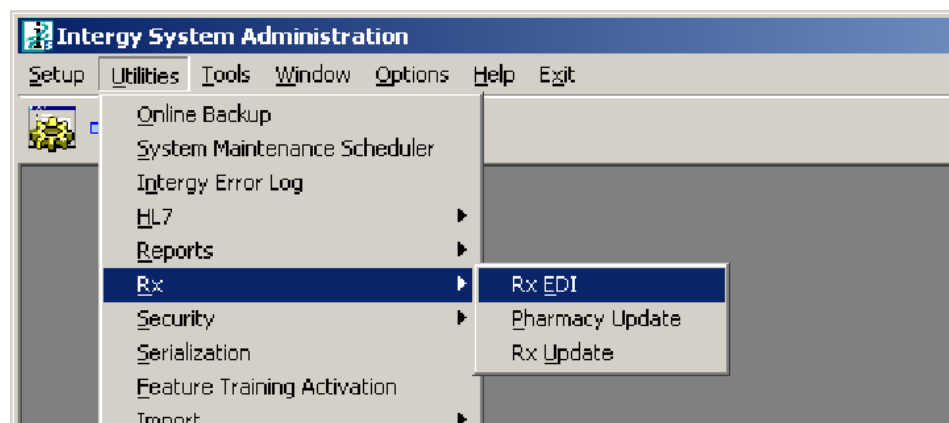 Intergy System Administration
Setup Utilities Tools Window Options Help Exit
Online Backup
System Maintenance Scheduler
Intergy Error Log
HL7
Reports
Rx
Rx EDI
Security
Pharmacy Update
Serialization
Rx Update
Feature Training Activation
Import